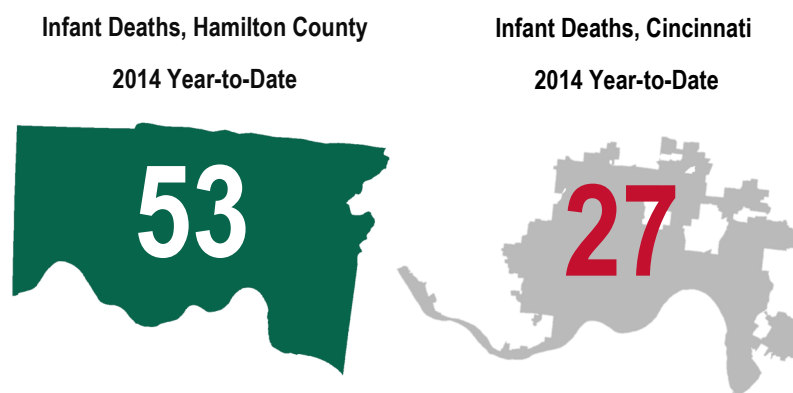 Infant Deaths, Hamilton County
2014 Year-to-Date
53
Infant Deaths, Cincinnati
2014 Year-to-Date
27